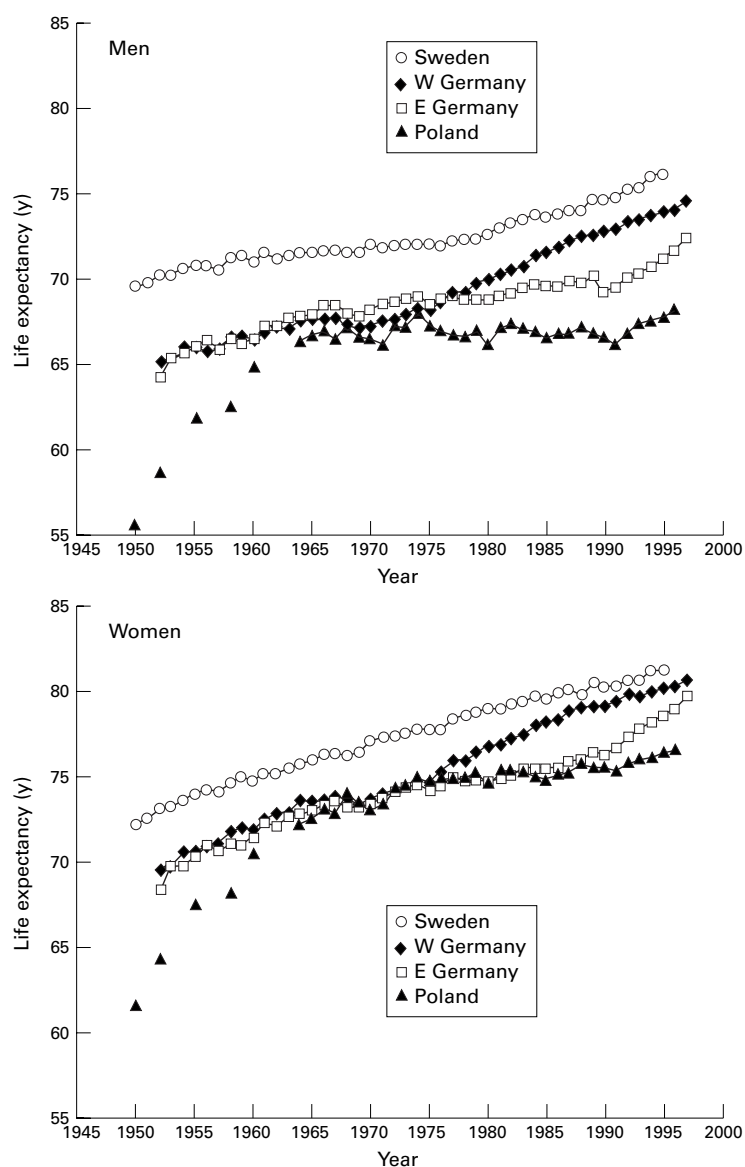 Men
Sweden
W Germany
E Germany
Poland
Life expectancy (y)
85
80
75
70
65
60
55
1945 1950 1955 1960 1965 1970 1975 1980 1985 1990 1995 2000
Year
Women
Sweden
W Germany
E Germany
Poland
Life expectancy (y)
85
80
75
70
65
60
55
1945 1950 1955 1960 1965 1970 1975 1980 1985 1990 1995 2000
Year